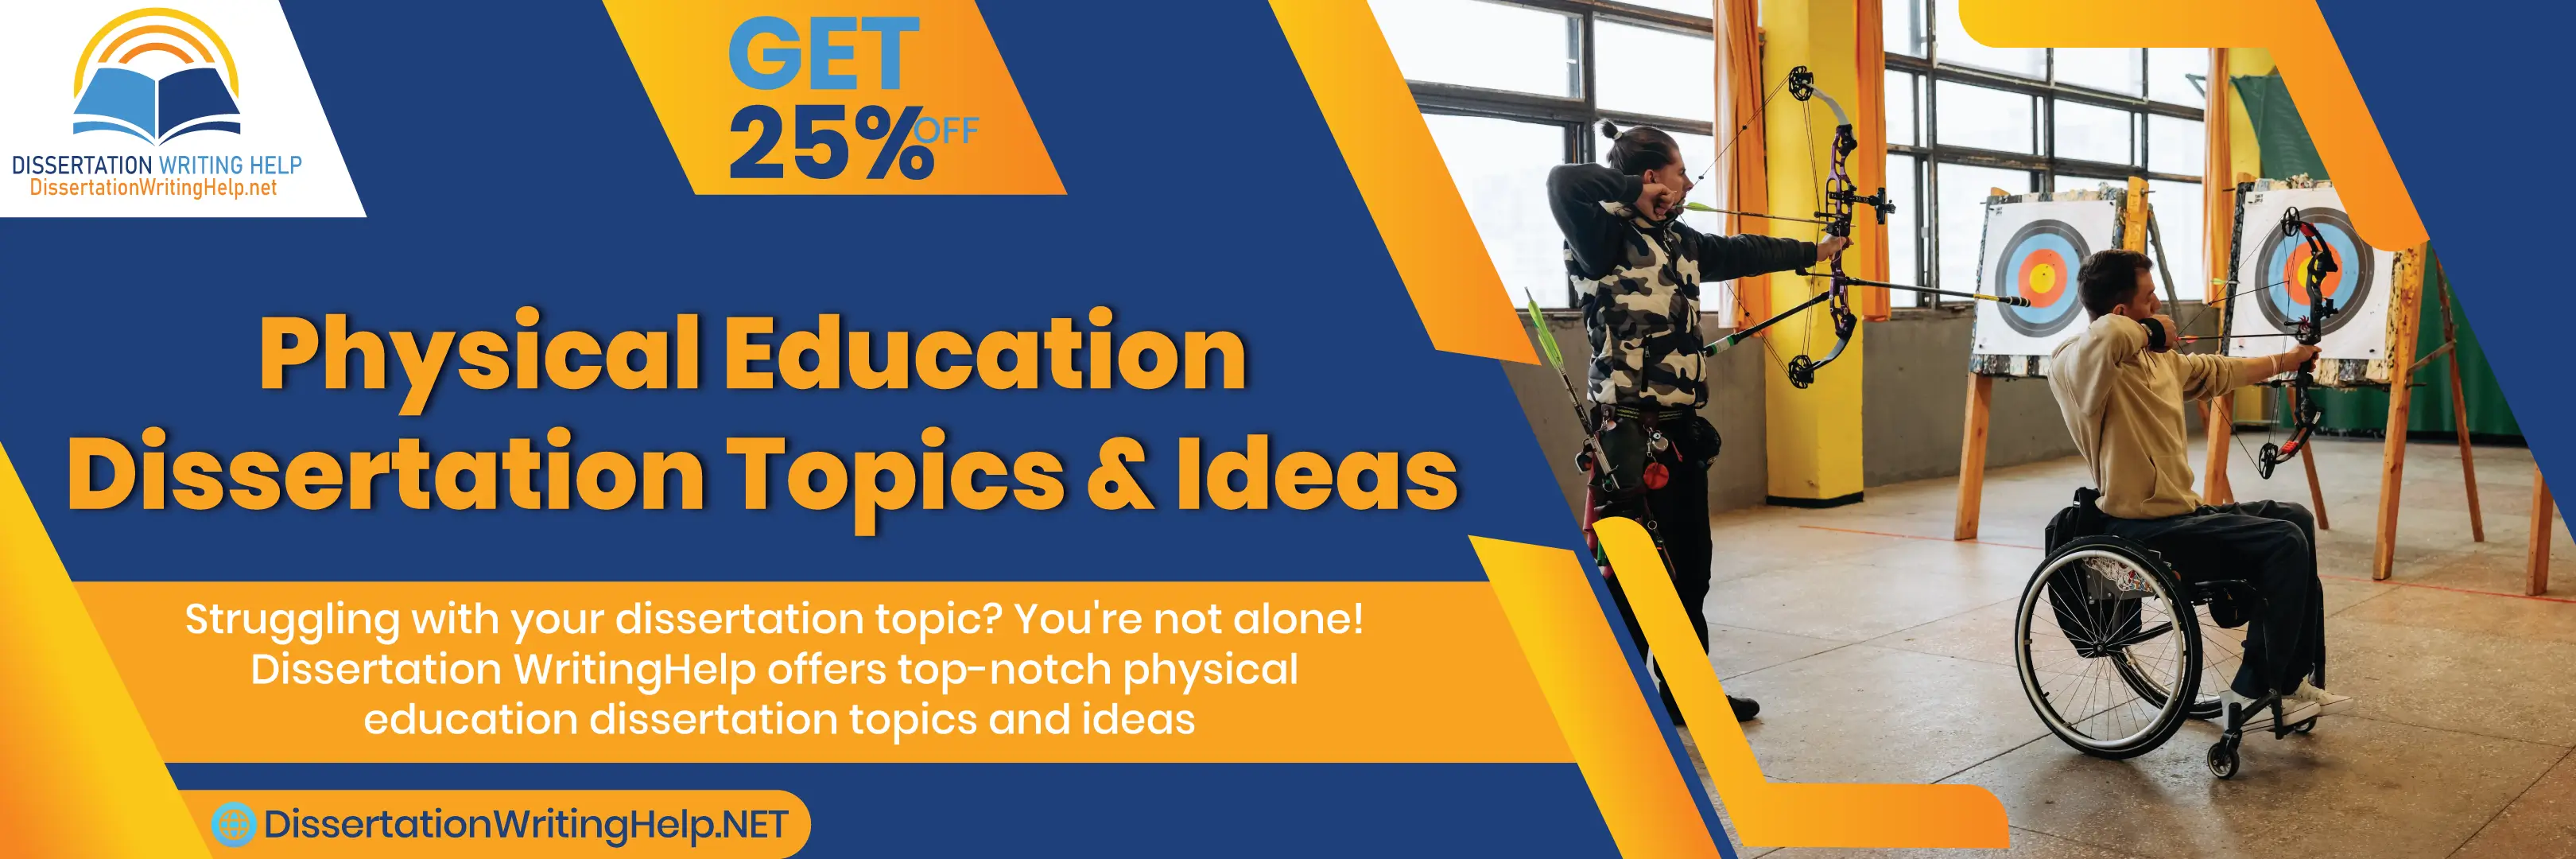 DISSERTATION WRITING HELP
DissertationWritingHelp.net
GET
25% OFF
Physical Education
Dissertation Topics & Ideas
Struggling with your dissertation topic? You're not alone!
Dissertation WritingHelp offers top-notch physical
education dissertation topics and ideas
DissertationWritingHelp.NET